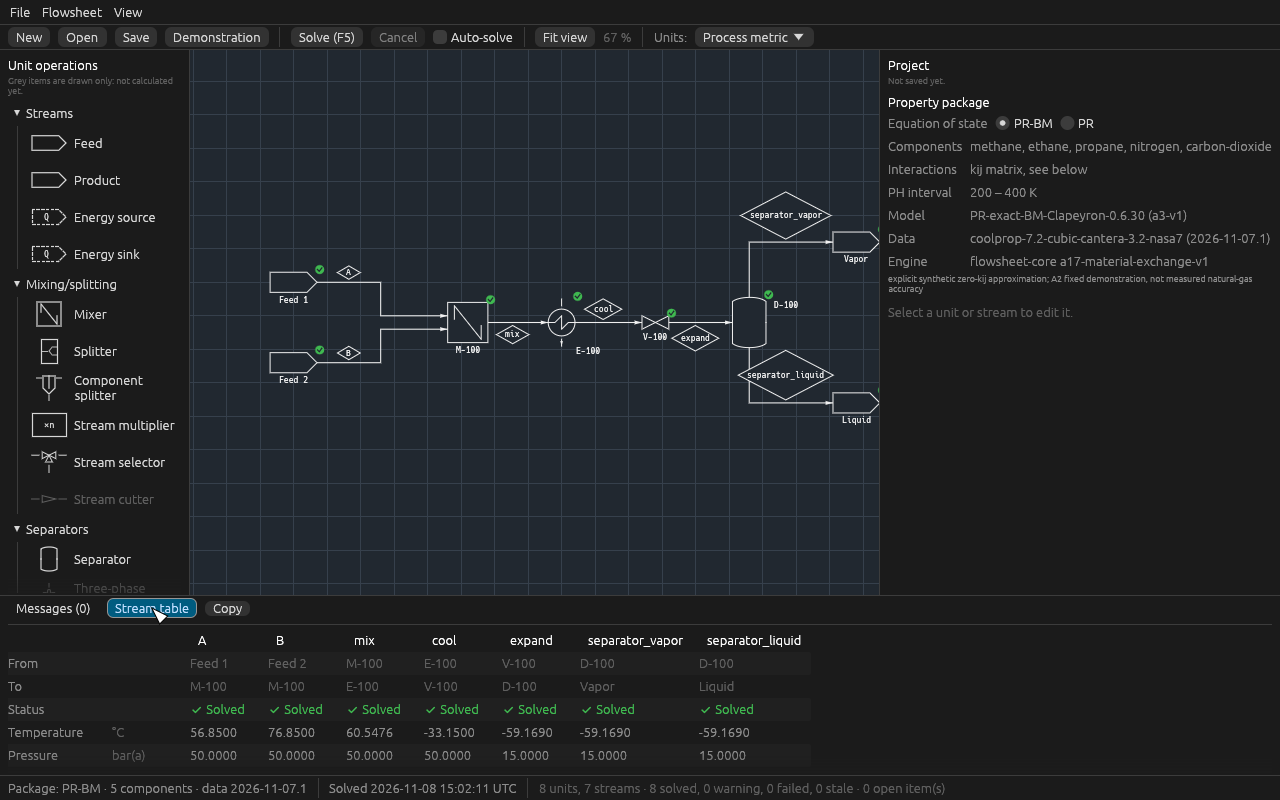 File Flowsheet View
New Open Save Demonstration Solve (F5) Cancel Auto-solve Fit view 67 % Units: Process metric
Unit operations
Grey items are drawn only: not calculated
yet.
Streams
Feed
Product
Q Energy source
Q Energy sink
Mixing/splitting
Mixer
Splitter
Component
splitter
×n Stream multiplier
Stream selector
Stream cutter
Separators
Separator
Three-phase
A
Feed 1
B
Feed 2
M-100
mix
cool
E-100
V-100
expand
separator_vapor
Vapor
D-100
separator_liquid
Liquid
Project
Not saved yet.
Property package
Equation of state PR-BM PR
Components methane, ethane, propane, nitrogen, carbon-dioxide
Interactions kij matrix, see below
PH interval 200 – 400 K
Model PR-exact-BM-Clapeyron-0.6.30 (a3-v1)
Data coolprop-7.2-cubic-cantera-3.2-nasa7 (2026-11-07.1)
Engine flowsheet-core a17-material-exchange-v1
explicit synthetic zero-kij approximation; A2 fixed demonstration, not measured natural-gas
accuracy
Select a unit or stream to edit it.
Messages (0) Stream table Copy
A B mix cool expand separator_vapor separator_liquid
From Feed 1 Feed 2 M-100 E-100 V-100 D-100 D-100
To M-100 M-100 E-100 V-100 D-100 Vapor Liquid
Status ✓ Solved ✓ Solved ✓ Solved ✓ Solved ✓ Solved ✓ Solved ✓ Solved
Temperature °C 56.8500 76.8500 60.5476 -33.1500 -59.1690 -59.1690 -59.1690
Pressure bar(a) 50.0000 50.0000 50.0000 50.0000 15.0000 15.0000 15.0000
Package: PR-BM · 5 components · data 2026-11-07.1 Solved 2026-11-08 15:02:11 UTC 8 units, 7 streams · 8 solved, 0 warning, 0 failed, 0 stale · 0 open item(s)